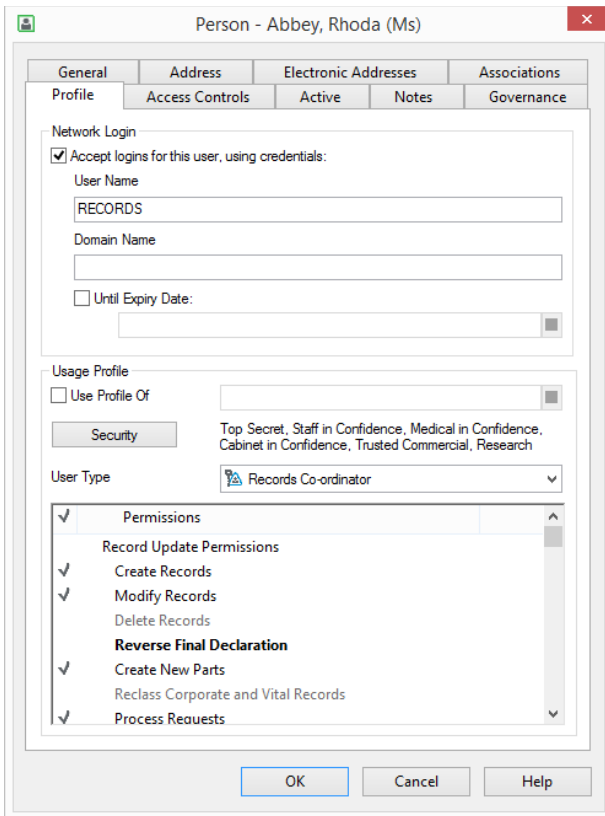 Person - Abbey, Rhoda (Ms)
General Address Electronic Addresses Associations
Profile Access Controls Active Notes Governance
Network Login
Accept logins for this user, using credentials:
User Name
RECORDS
Domain Name
Until Expiry Date:
Usage Profile
Use Profile Of
Security
Top Secret, Staff in Confidence, Medical in Confidence,
Cabinet in Confidence, Trusted Commercial, Research
User Type
Records Co-ordinator
Permissions
Record Update Permissions
Create Records
Modify Records
Delete Records
Reverse Final Declaration
Create New Parts
Reclass Corporate and Vital Records
Process Requests
OK Cancel Help